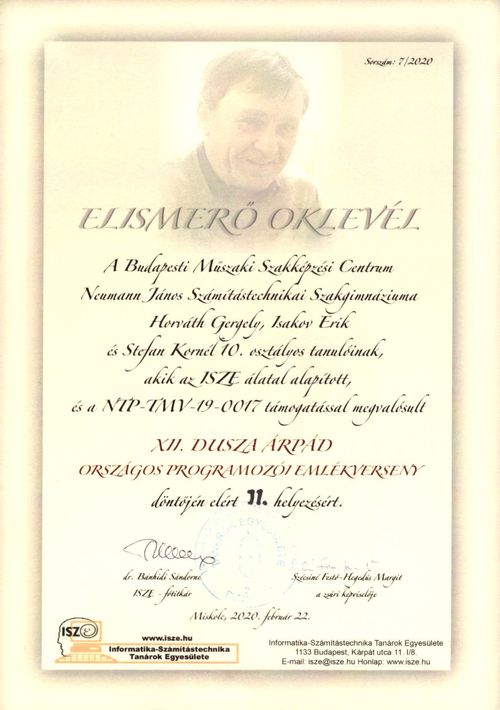 Sorszám: 7/2020
ELISMERŐ OKLEVÉL
A Budapesti Műszaki Szakképzési Centrum
Neumann János Számítástechnikai Szakgimnáziuma
Horváth Gergely, Isakov Erik
és Stefan Kornél 10. osztályos tanulóinak,
akik az ISZE álatal alapított,
és a NTP-TMV-19-0017 támogatással megvalósult
XII. DUSZA ÁRPÁD
ORSZÁGOS PROGRAMOZÓI EMLÉKVERSENY
döntőjén elért 11. helyezésért.
dr. Bánhidi Sándorné
Szécsiné Festő-Hegedűs Margit
ISZE - főtitkár
a zsűri képviselője
Miskolc, 2020. február 22.
ISZE
www.isze.hu
Informatika-Számítástechnika
Tanárok Egyesülete
Informatika-Számítástechnika Tanárok Egyesülete
1133 Budapest, Kárpát utca 11. I/8.
E-mail: isze@isze.hu Honlap: www.isze.hu